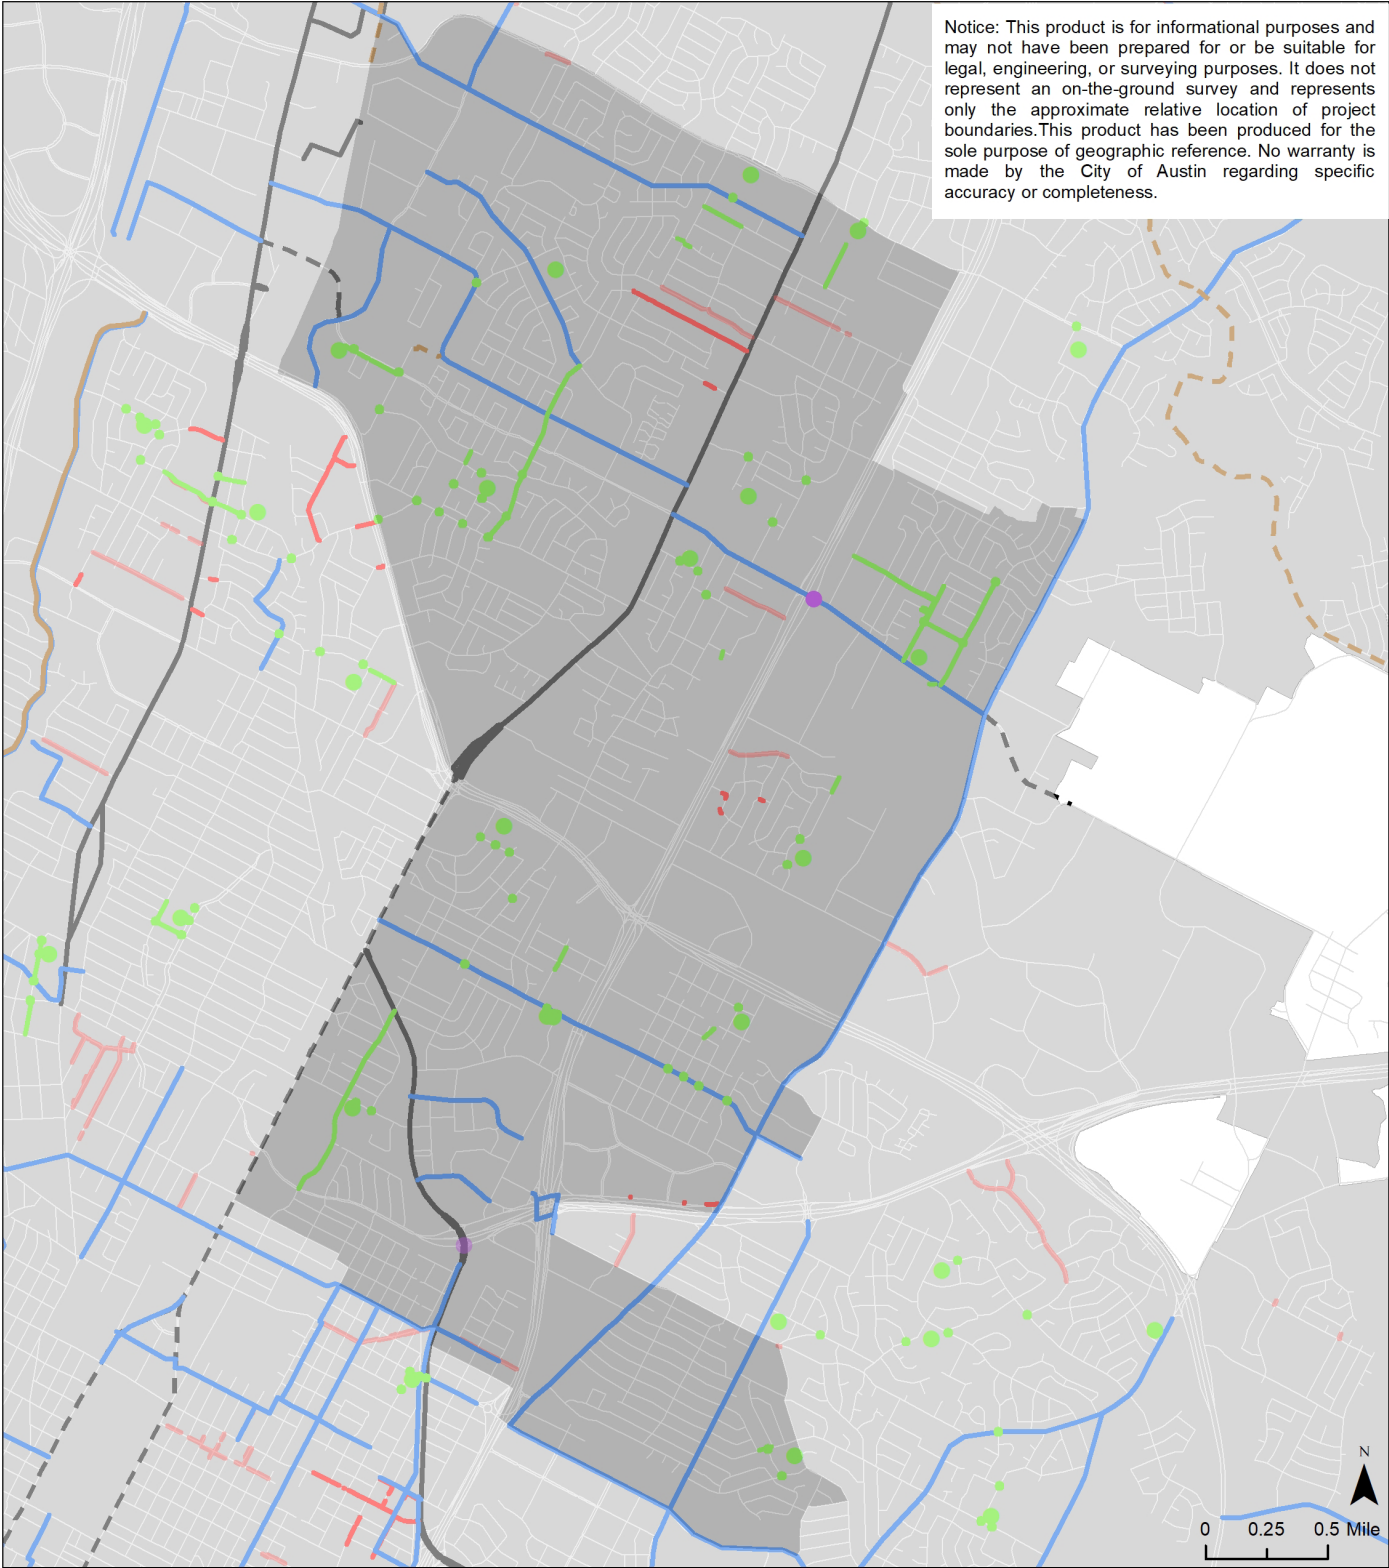 Notice: This product is for informational purposes and
may not have been prepared for or be suitable for
legal, engineering, or surveying purposes. It does not
represent an on-the-ground survey and represents
only the approximate relative location of project
boundaries.This product has been produced for the
sole purpose of geographic reference. No warranty is
made by the City of Austin regarding specific
accuracy or completeness.
N
0 0.25 0.5 Mile